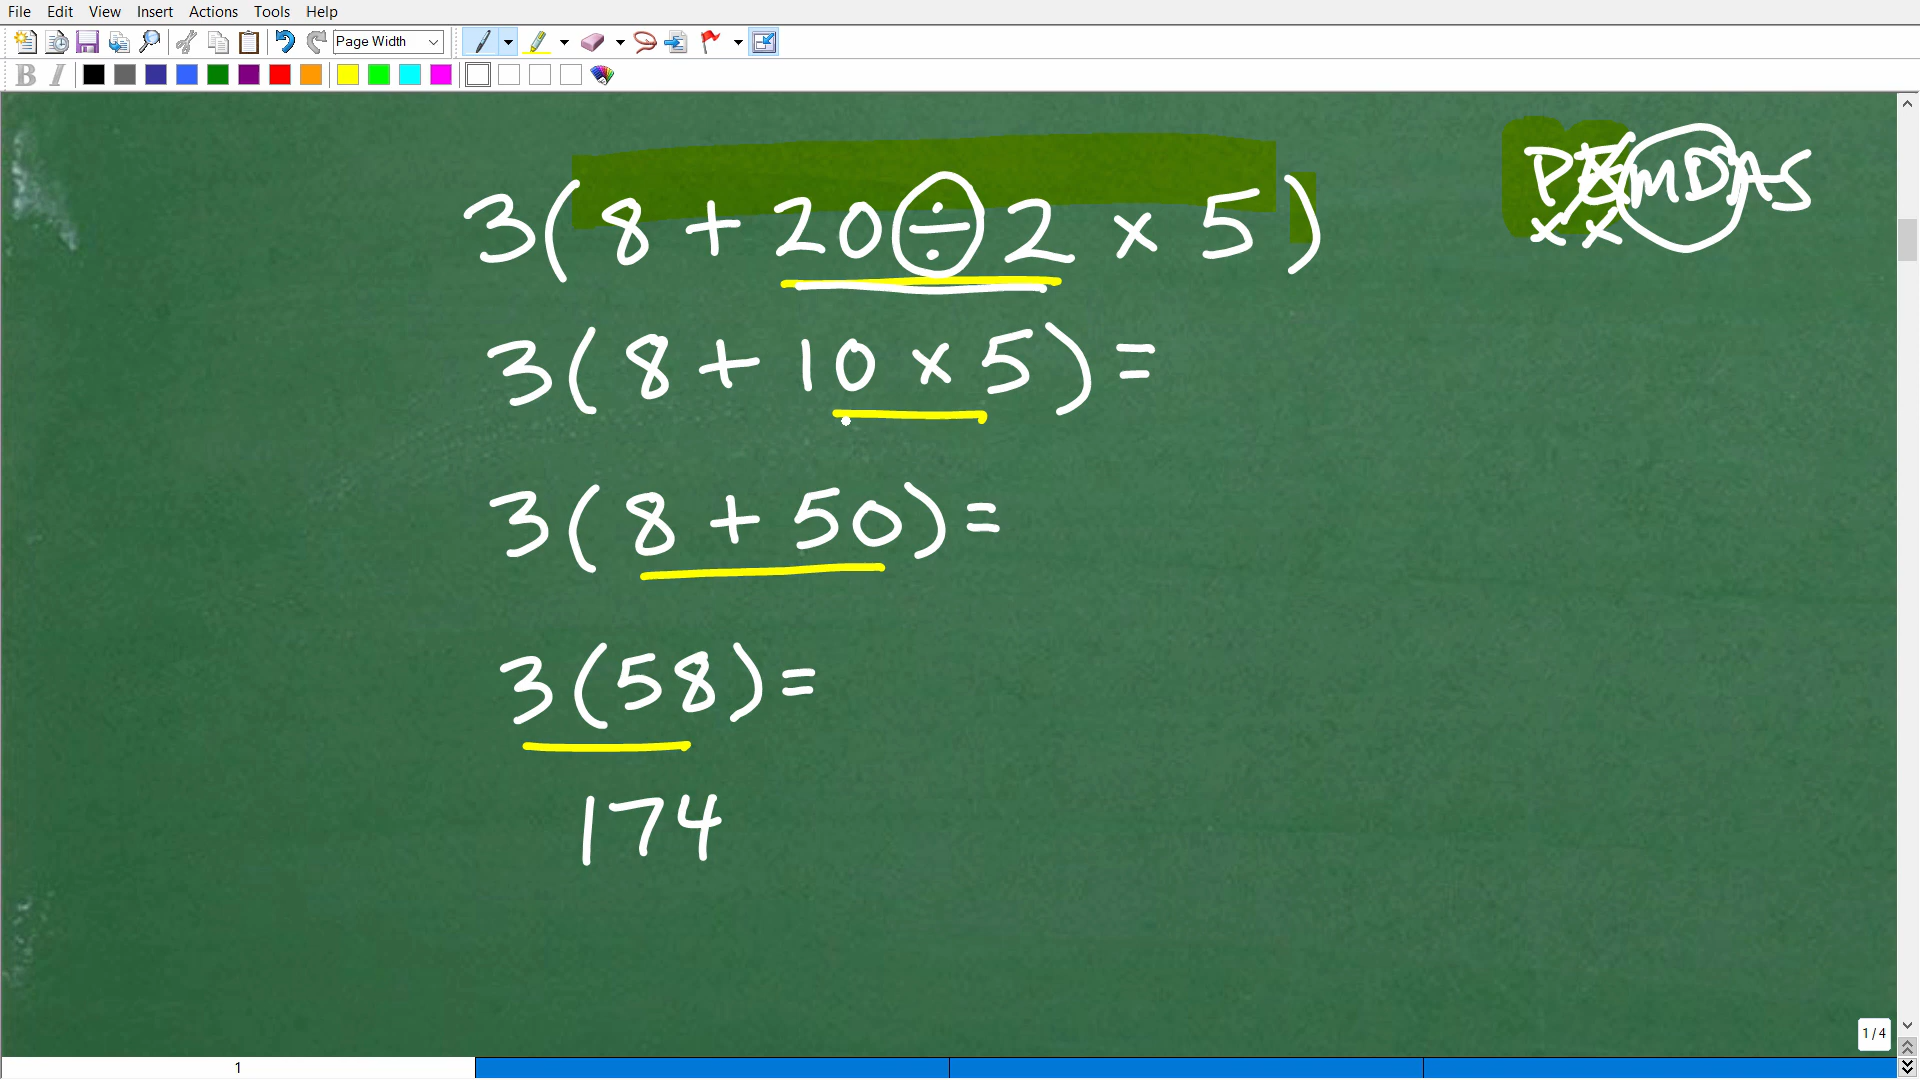 File Edit View Insert Actions Tools Help
Page Width
B I
3(8 + 20 ÷ 2 × 5)
PEMDAS
× ×
3(8 + 10 × 5) =
3(8 + 50) =
3(58) =
174
1 / 4
1